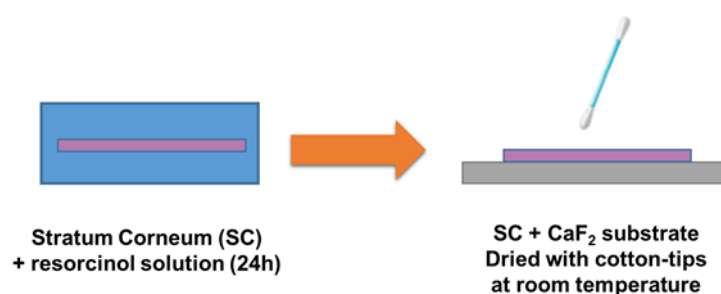 Stratum Corneum (SC)
+ resorcinol solution (24h)
SC + CaF₂ substrate
Dried with cotton-tips
at room temperature